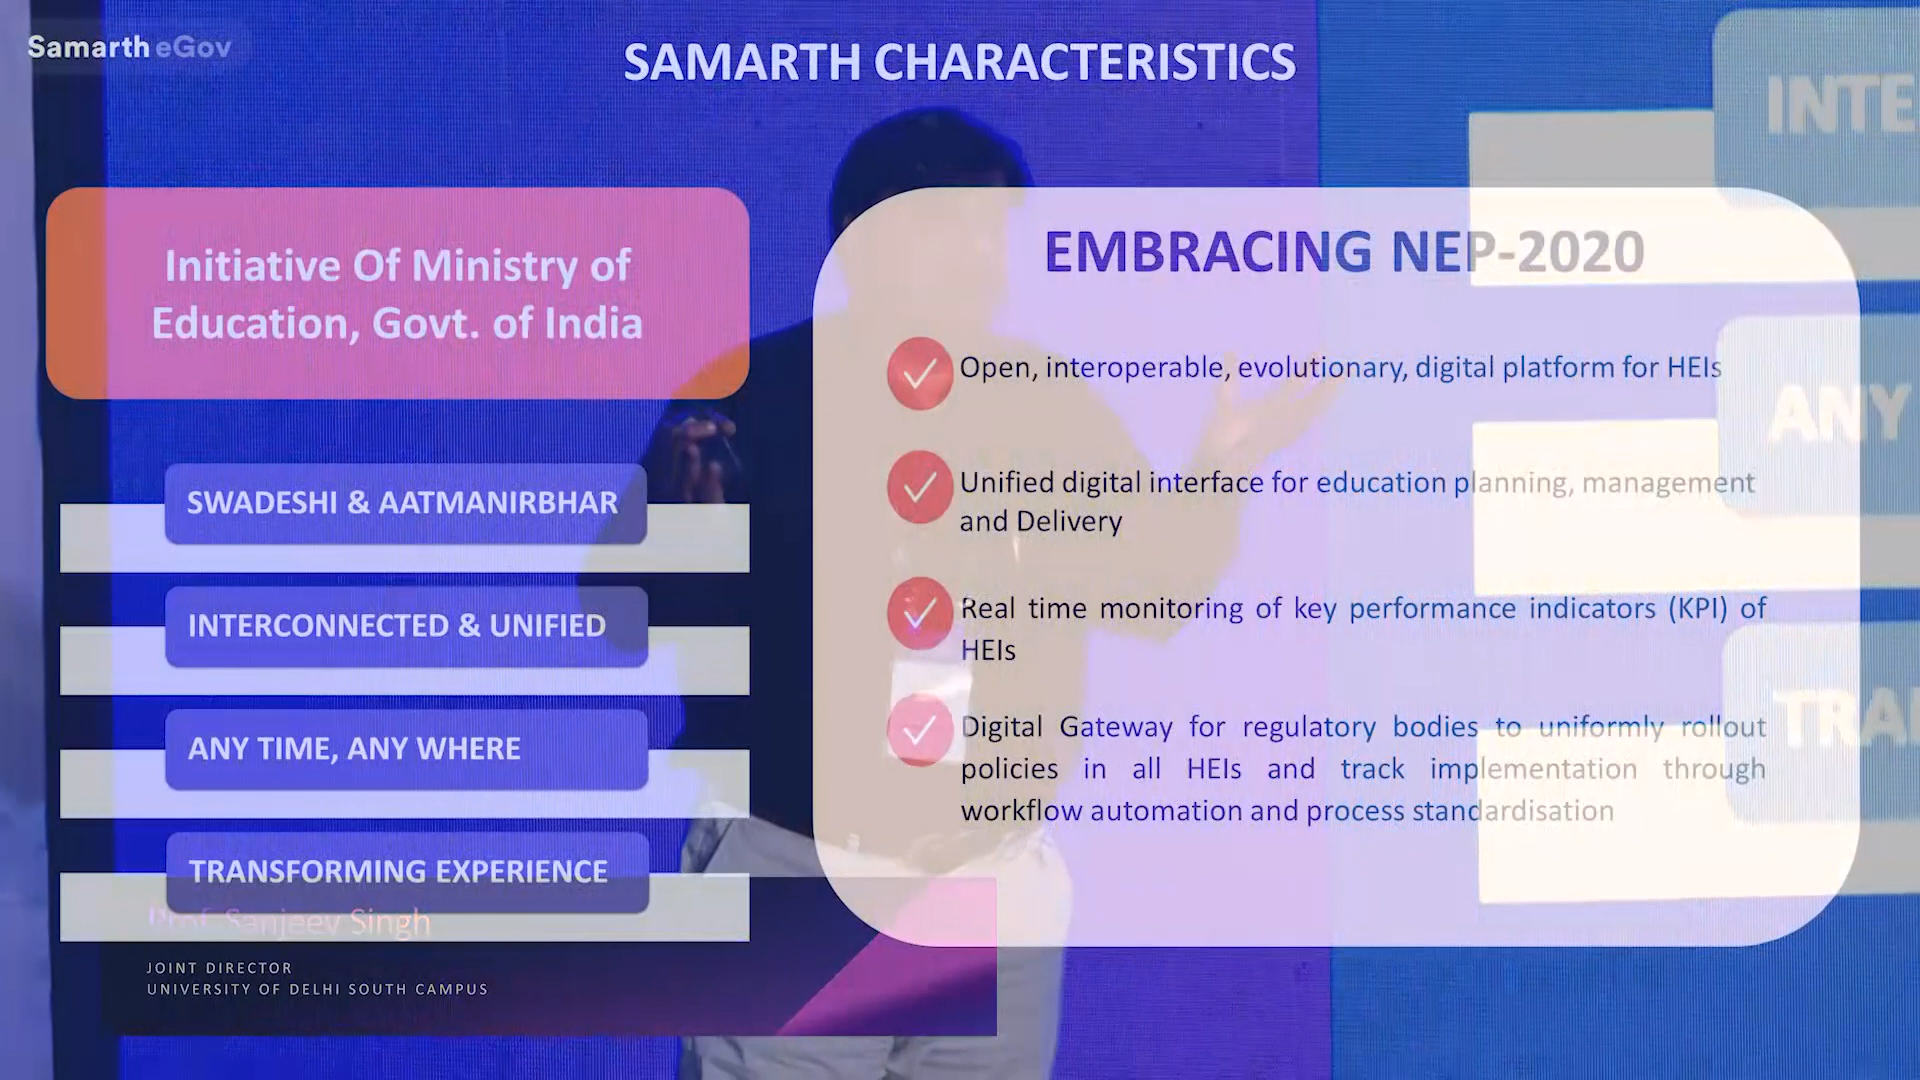 Samarth eGov
SAMARTH CHARACTERISTICS
Initiative Of Ministry of
Education, Govt. of India
SWADESHI & AATMANIRBHAR
INTERCONNECTED & UNIFIED
ANY TIME, ANY WHERE
TRANSFORMING EXPERIENCE
Prof. Sanjeev Singh
JOINT DIRECTOR
UNIVERSITY OF DELHI SOUTH CAMPUS
EMBRACING NEP-2020
Open, interoperable, evolutionary, digital platform for HEIs
Unified digital interface for education planning, management
and Delivery
Real time monitoring of key performance indicators (KPI) of
HEIs
Digital Gateway for regulatory bodies to uniformly rollout
policies in all HEIs and track implementation through
workflow automation and process standardisation
INTE
ANY
TRA